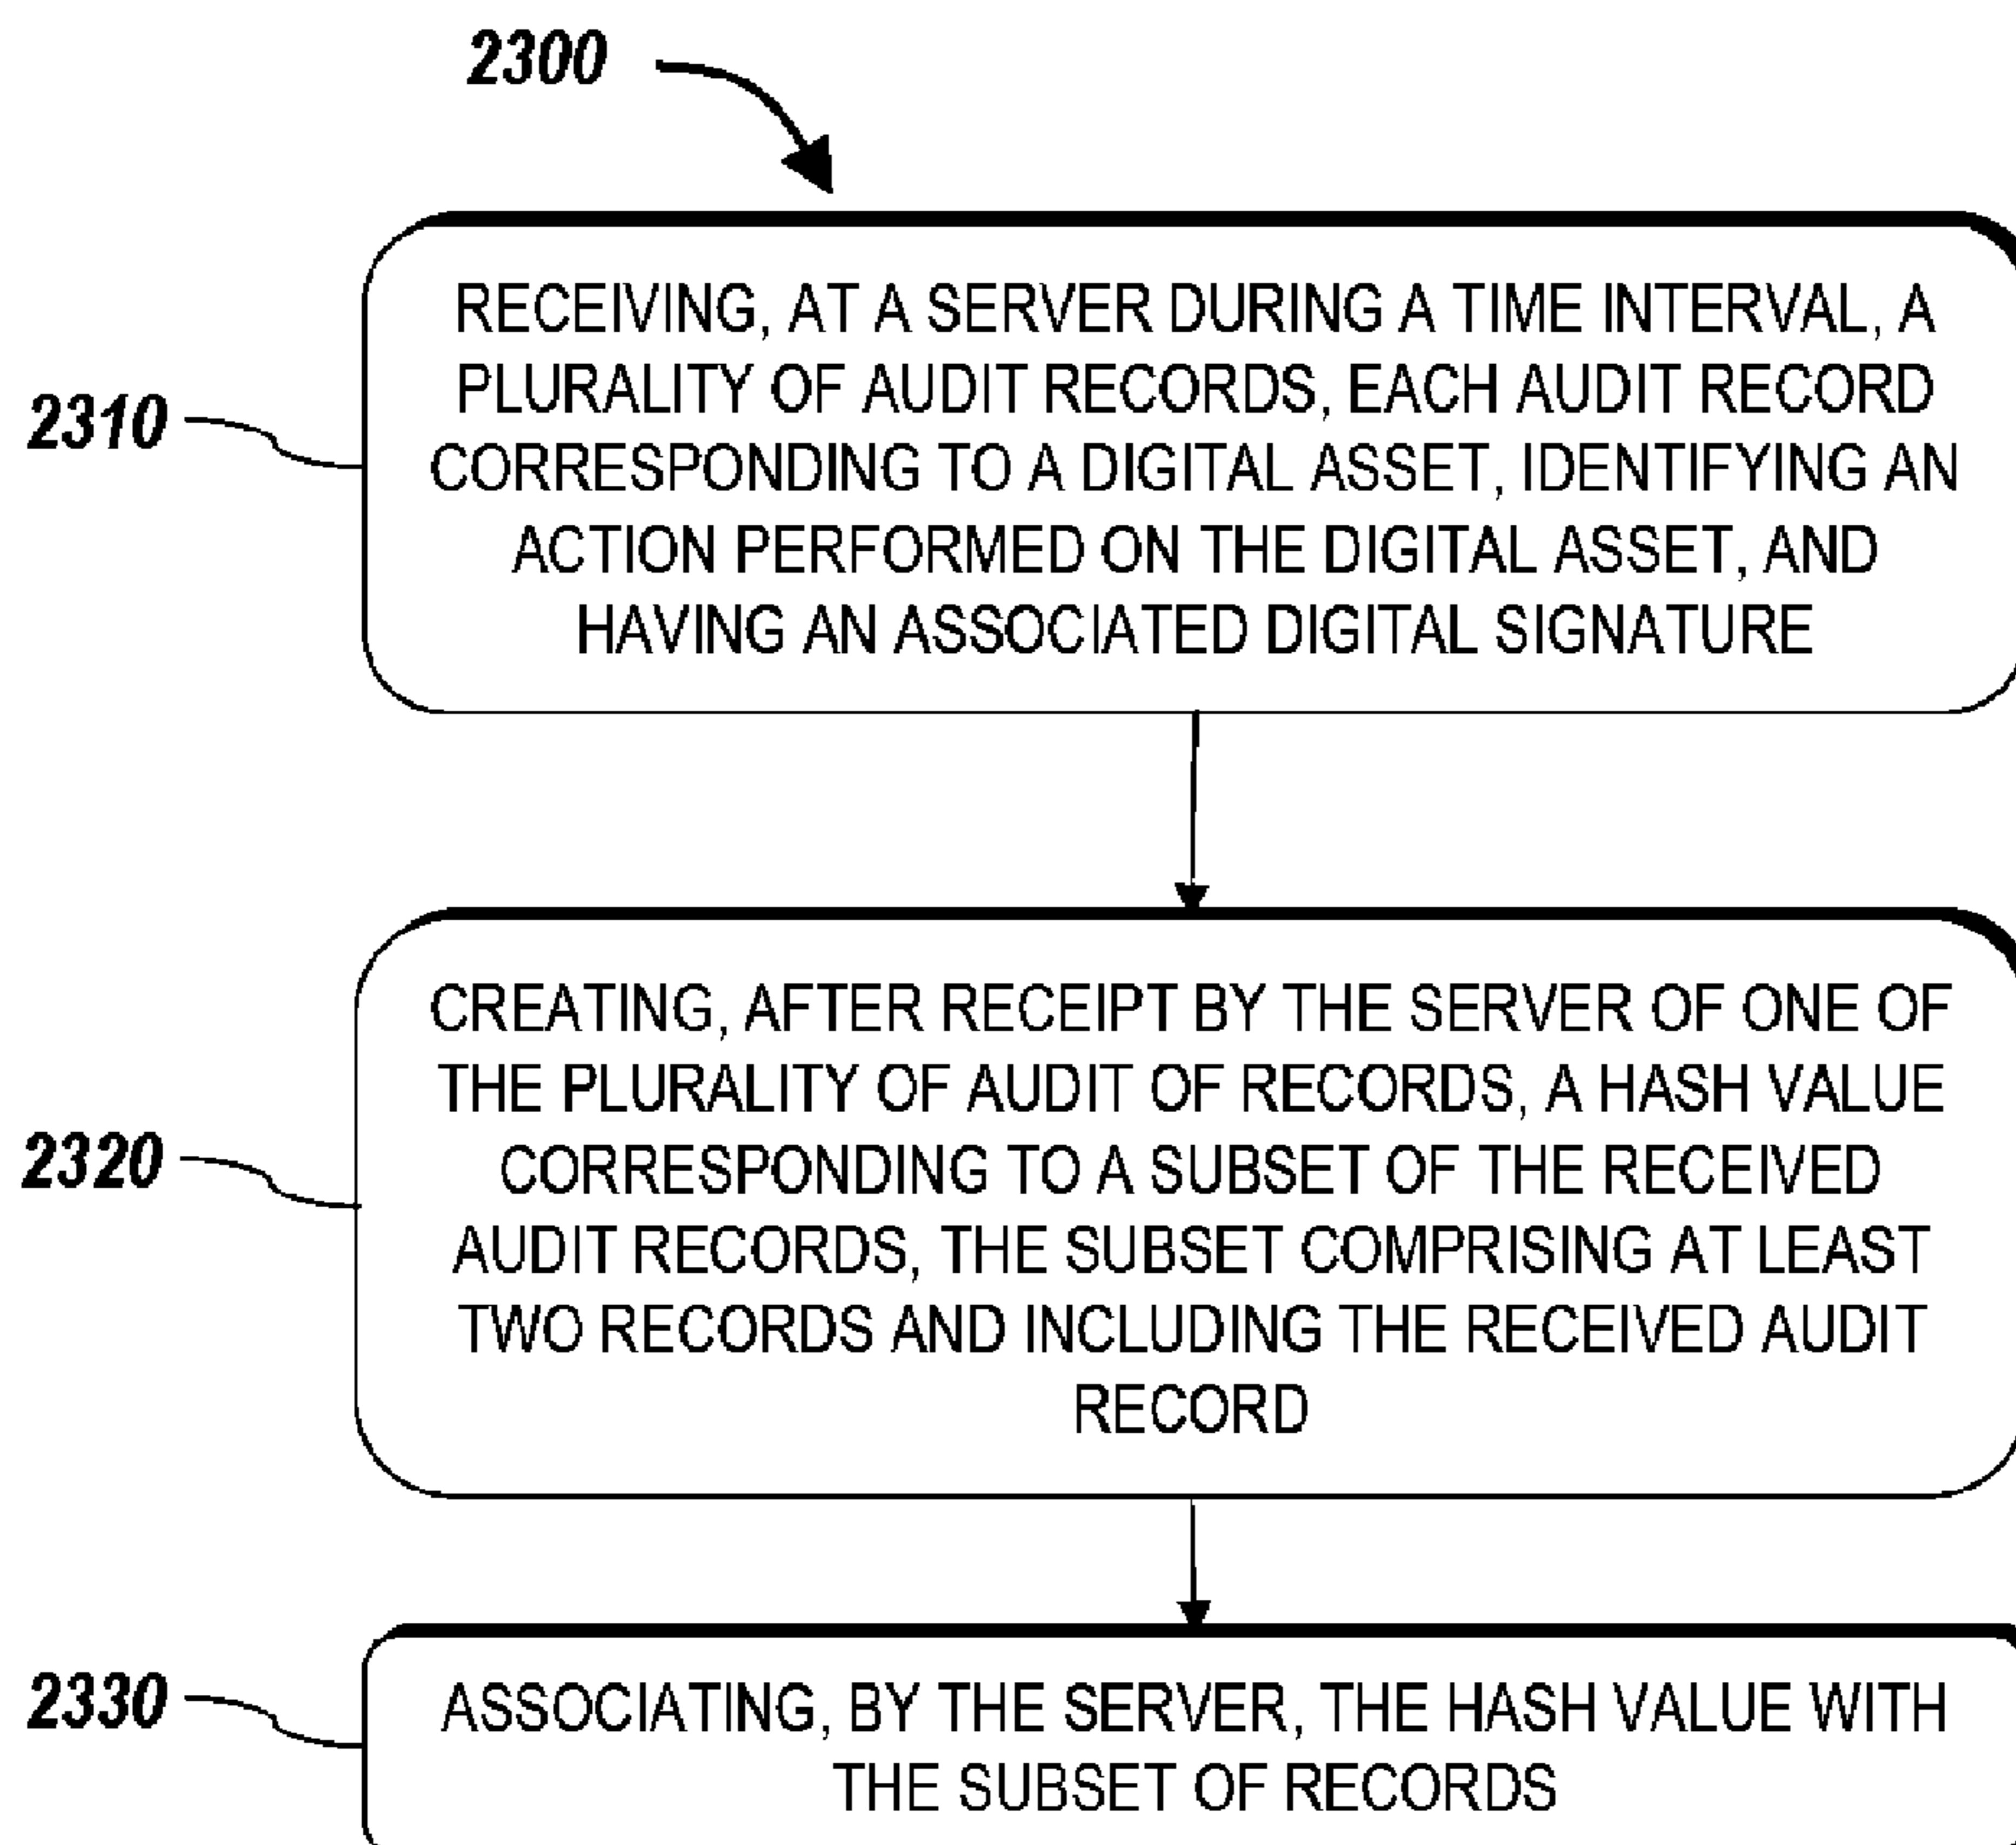 2300
2310
RECEIVING, AT A SERVER DURING A TIME INTERVAL, A
PLURALITY OF AUDIT RECORDS, EACH AUDIT RECORD
CORRESPONDING TO A DIGITAL ASSET, IDENTIFYING AN
ACTION PERFORMED ON THE DIGITAL ASSET, AND
HAVING AN ASSOCIATED DIGITAL SIGNATURE
2320
CREATING, AFTER RECEIPT BY THE SERVER OF ONE OF
THE PLURALITY OF AUDIT OF RECORDS, A HASH VALUE
CORRESPONDING TO A SUBSET OF THE RECEIVED
AUDIT RECORDS, THE SUBSET COMPRISING AT LEAST
TWO RECORDS AND INCLUDING THE RECEIVED AUDIT
RECORD
2330
ASSOCIATING, BY THE SERVER, THE HASH VALUE WITH
THE SUBSET OF RECORDS